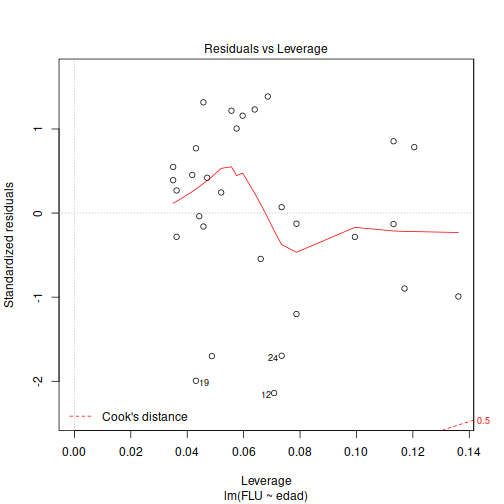 Residuals vs Leverage
Standardized residuals
1
0
-1
-2
24
19
12
Cook's distance
0.5
0.00 0.02 0.04 0.06 0.08 0.10 0.12 0.14
Leverage
lm(FLU ~ edad)